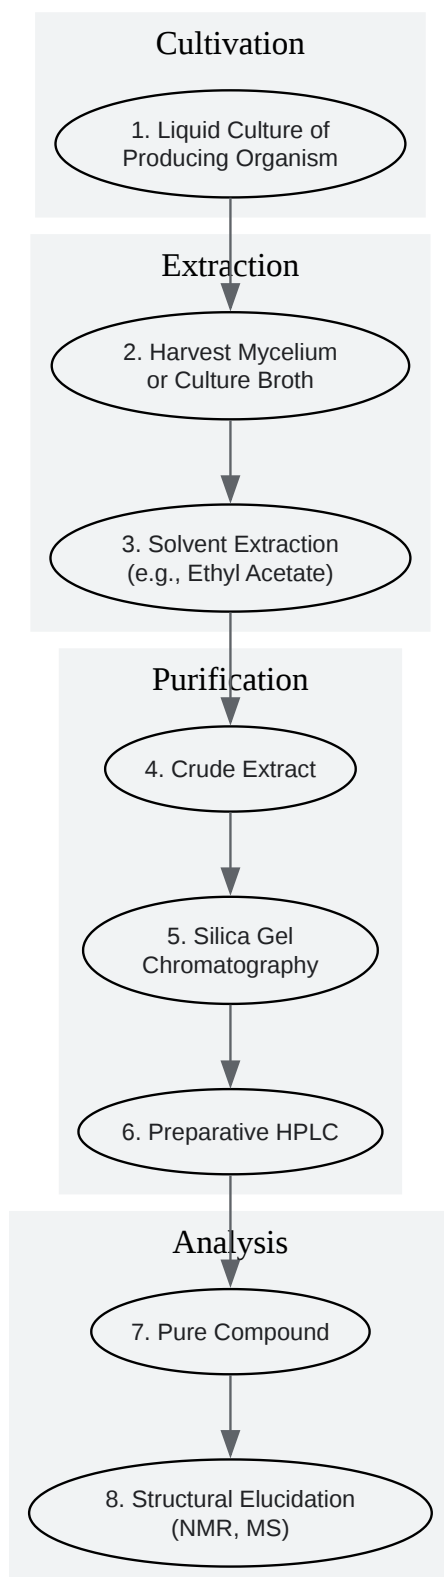 Cultivation
1. Liquid Culture of
Producing Organism
Extraction
2. Harvest Mycelium
or Culture Broth
3. Solvent Extraction
(e.g., Ethyl Acetate)
Purification
4. Crude Extract
5. Silica Gel
Chromatography
6. Preparative HPLC
Analysis
7. Pure Compound
8. Structural Elucidation
(NMR, MS)